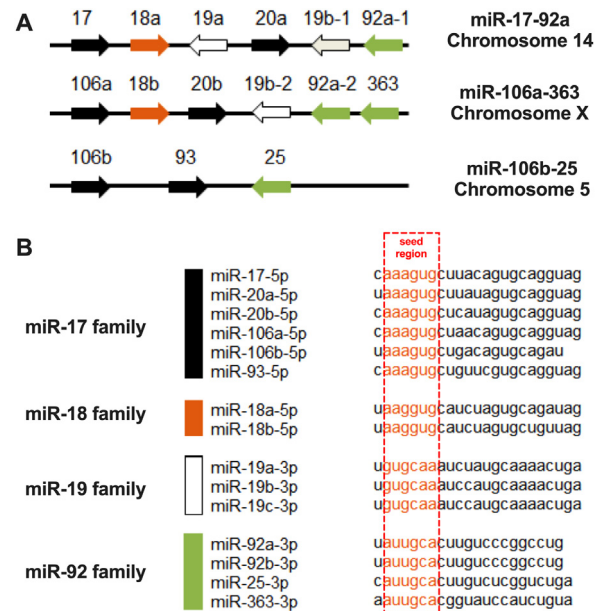 A
17 18a 19a 20a 19b-1 92a-1
miR-17-92a
Chromosome 14
106a 18b 20b 19b-2 92a-2 363
miR-106a-363
Chromosome X
106b 93 25
miR-106b-25
Chromosome 5
B
seed
region
miR-17 family
miR-17-5p caaagugcuuacagugcagguag
miR-20a-5p uaaagugcuuauagugcagguag
miR-20b-5p caaagugcucauagugcagguag
miR-106a-5p caaagugcuaacagugcagguag
miR-106b-5p uaaagugcugacagugcagau
miR-93-5p caaagugcuguucgugcagguag
miR-18 family
miR-18a-5p uaaggugcaucuagugcagauag
miR-18b-5p uaaggugcaucuagugcuguuag
miR-19 family
miR-19a-3p ugugcaaaucuaugcaaaacuga
miR-19b-3p ugugcaaauccaugcaaaacuga
miR-19c-3p ugugcaaauccaugcaaaacuga
miR-92 family
miR-92a-3p uauugcacuugucccggccug
miR-92b-3p uauugcacuugucccggccug
miR-25-3p cauugcacuugucucggucuga
miR-363-3p aauugcacgguauccaucugua